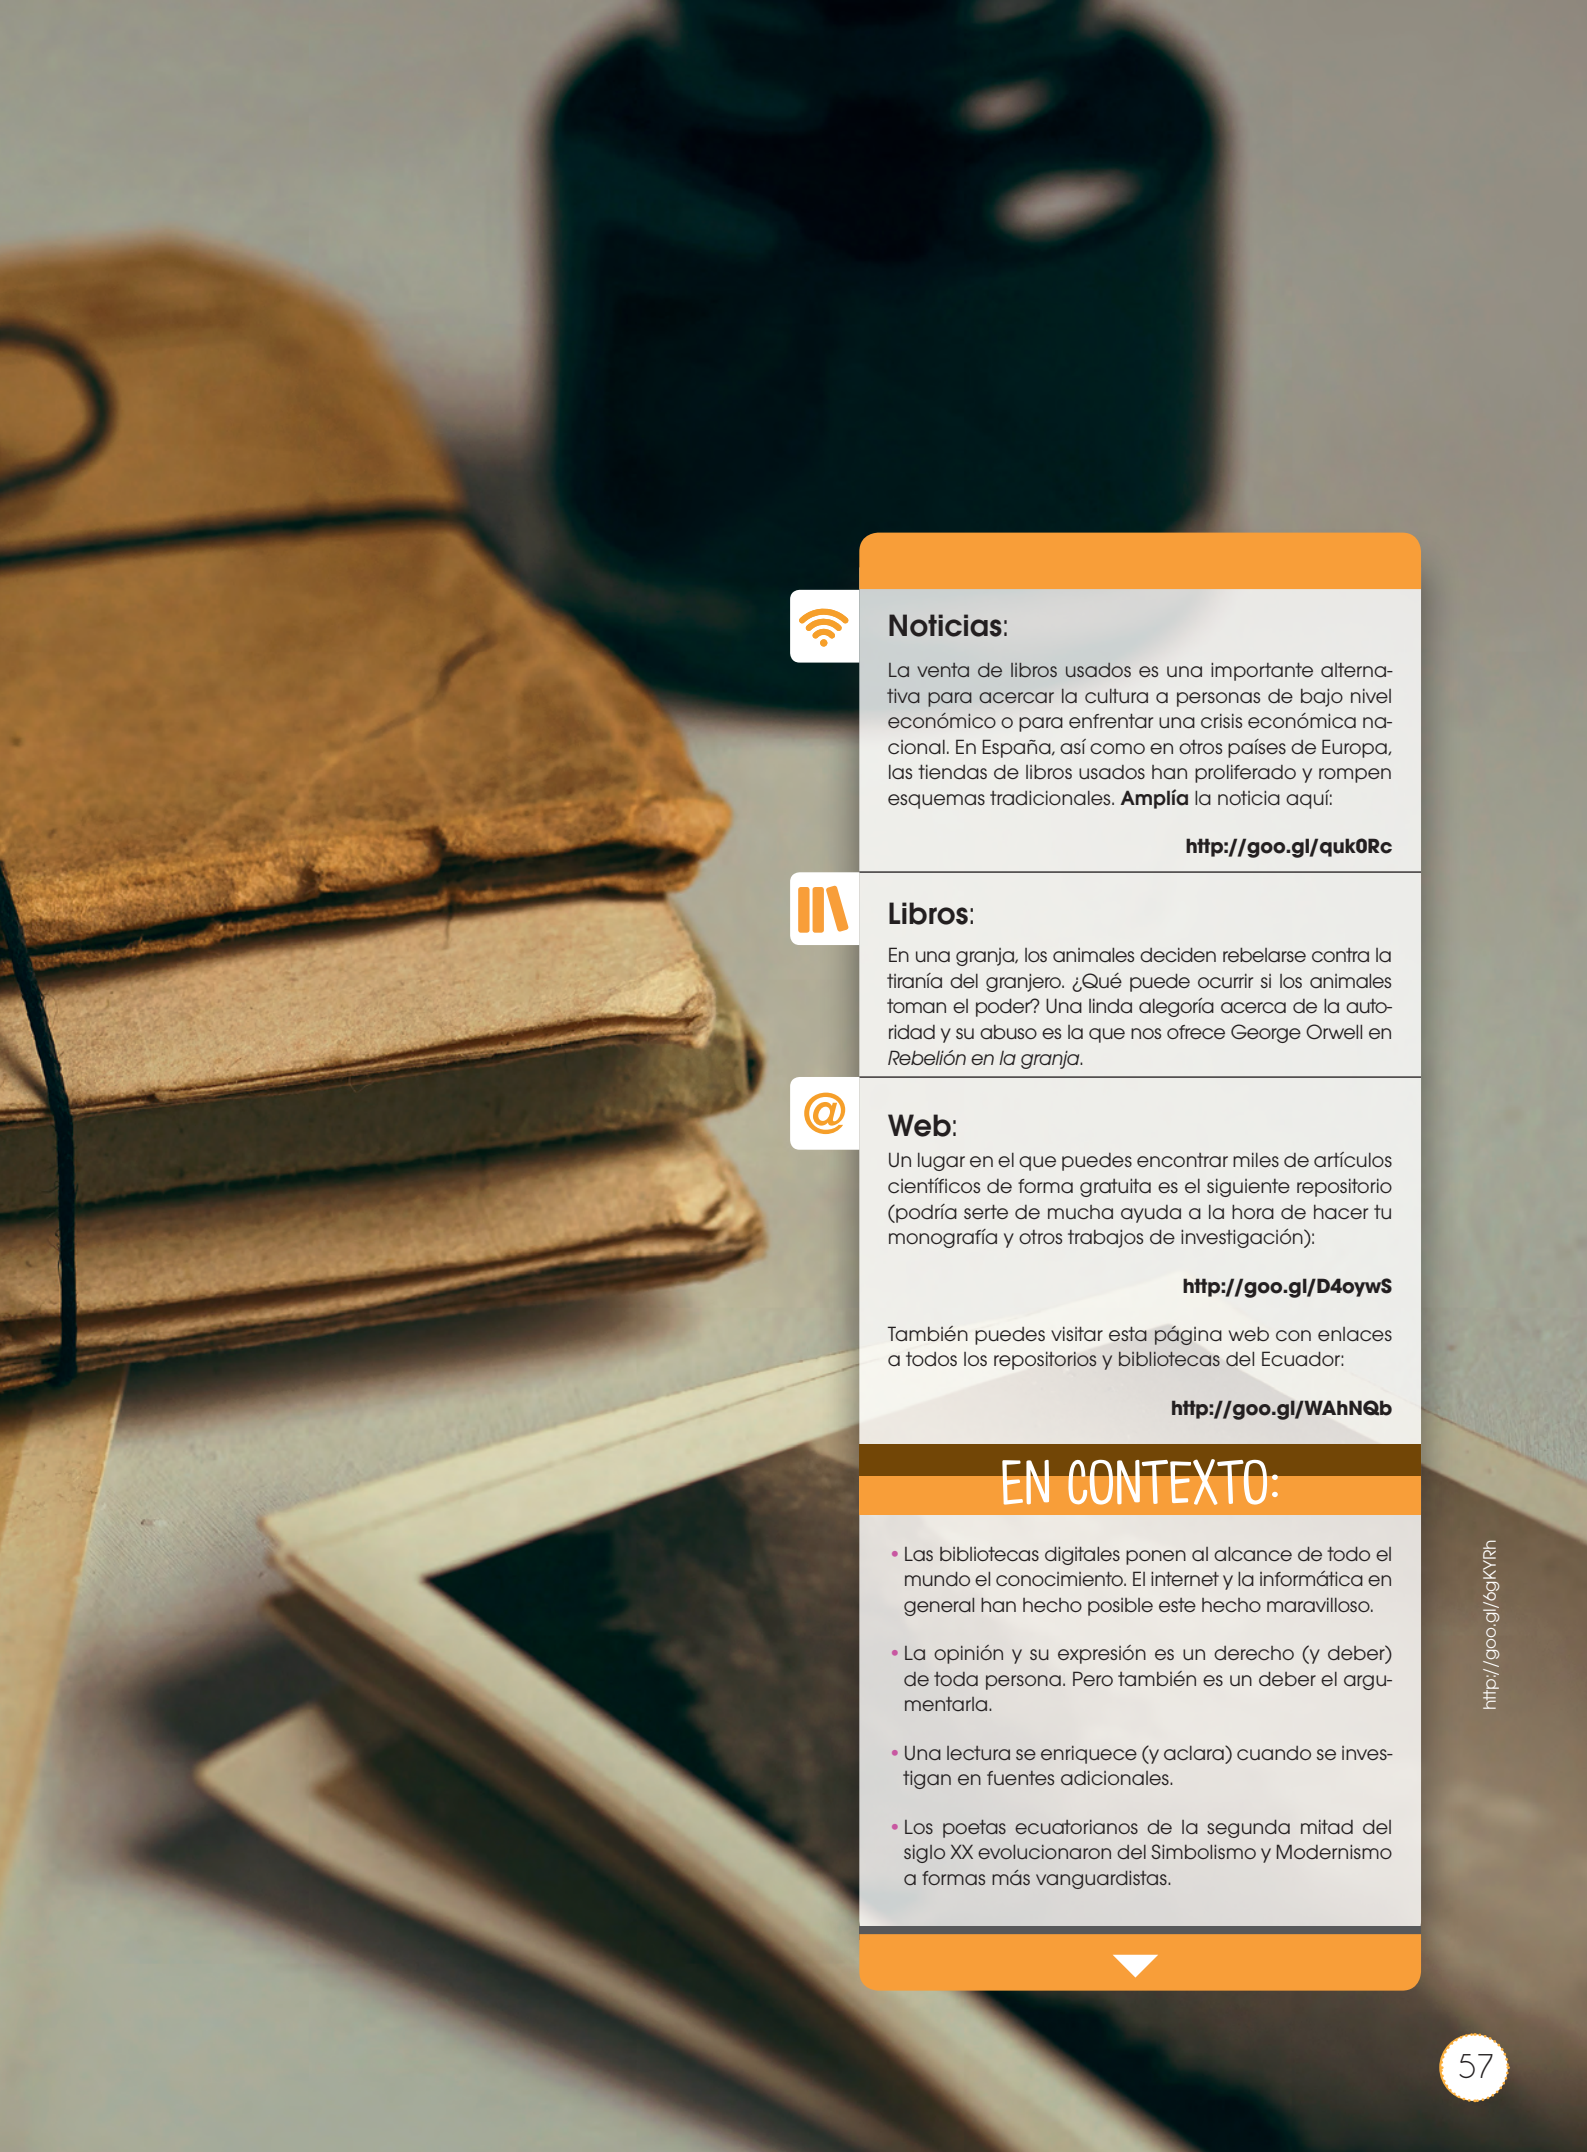 Noticias:
La venta de libros usados es una importante alterna-
tiva para acercar la cultura a personas de bajo nivel
económico o para enfrentar una crisis económica na-
cional. En España, así como en otros países de Europa,
las tiendas de libros usados han proliferado y rompen
esquemas tradicionales. Amplía la noticia aquí:
http://goo.gl/quk0Rc
Libros:
En una granja, los animales deciden rebelarse contra la
tiranía del granjero. ¿Qué puede ocurrir si los animales
toman el poder? Una linda alegoría acerca de la auto-
ridad y su abuso es la que nos ofrece George Orwell en
Rebelión en la granja.
@
Web:
Un lugar en el que puedes encontrar miles de artículos
científicos de forma gratuita es el siguiente repositorio
(podría serte de mucha ayuda a la hora de hacer tu
monografía y otros trabajos de investigación):
http://goo.gl/D4oywS
También puedes visitar esta página web con enlaces
a todos los repositorios y bibliotecas del Ecuador:
http://goo.gl/WAhNQb
EN CONTEXTO:
• Las bibliotecas digitales ponen al alcance de todo el
mundo el conocimiento. El internet y la informática en
general han hecho posible este hecho maravilloso.
• La opinión y su expresión es un derecho (y deber)
de toda persona. Pero también es un deber el argu-
mentarla.
• Una lectura se enriquece (y aclara) cuando se inves-
tigan en fuentes adicionales.
• Los poetas ecuatorianos de la segunda mitad del
siglo XX evolucionaron del Simbolismo y Modernismo
a formas más vanguardistas.
http://goo.gl/6gKYRh
57